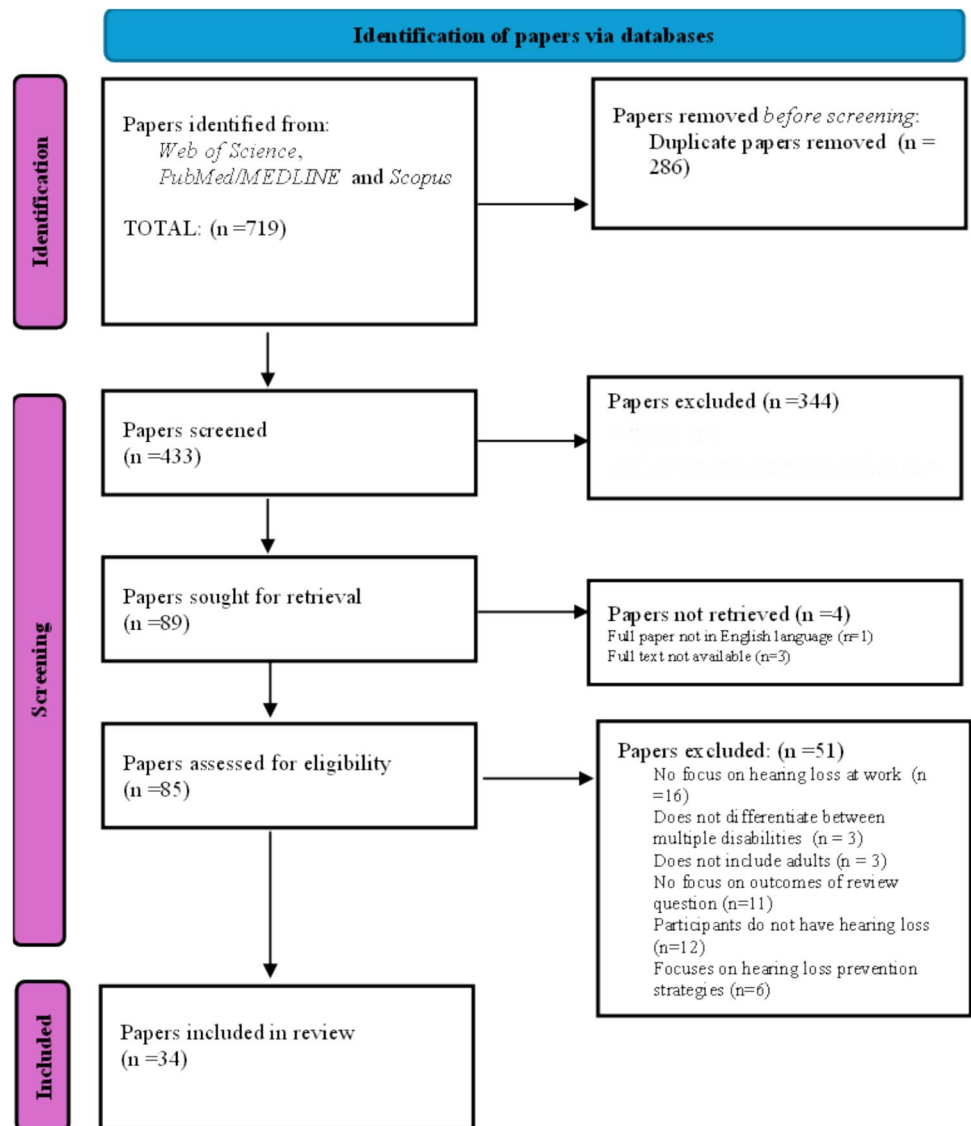 Identification of papers via databases
Identification
Papers identified from:
Web of Science,
PubMed/MEDLINE and Scopus
TOTAL: (n =719)
Papers removed before screening:
Duplicate papers removed (n =
286)
Screening
Papers screened
(n =433)
Papers excluded (n =344)
Papers sought for retrieval
(n =89)
Papers not retrieved (n =4)
Full paper not in English language (n=1)
Full text not available (n=3)
Papers assessed for eligibility
(n =85)
Papers excluded: (n =51)
No focus on hearing loss at work (n
=16)
Does not differentiate between
multiple disabilities (n = 3)
Does not include adults (n = 3)
No focus on outcomes of review
question (n=11)
Participants do not have hearing loss
(n=12)
Focuses on hearing loss prevention
strategies (n=6)
Included
Papers included in review
(n =34)